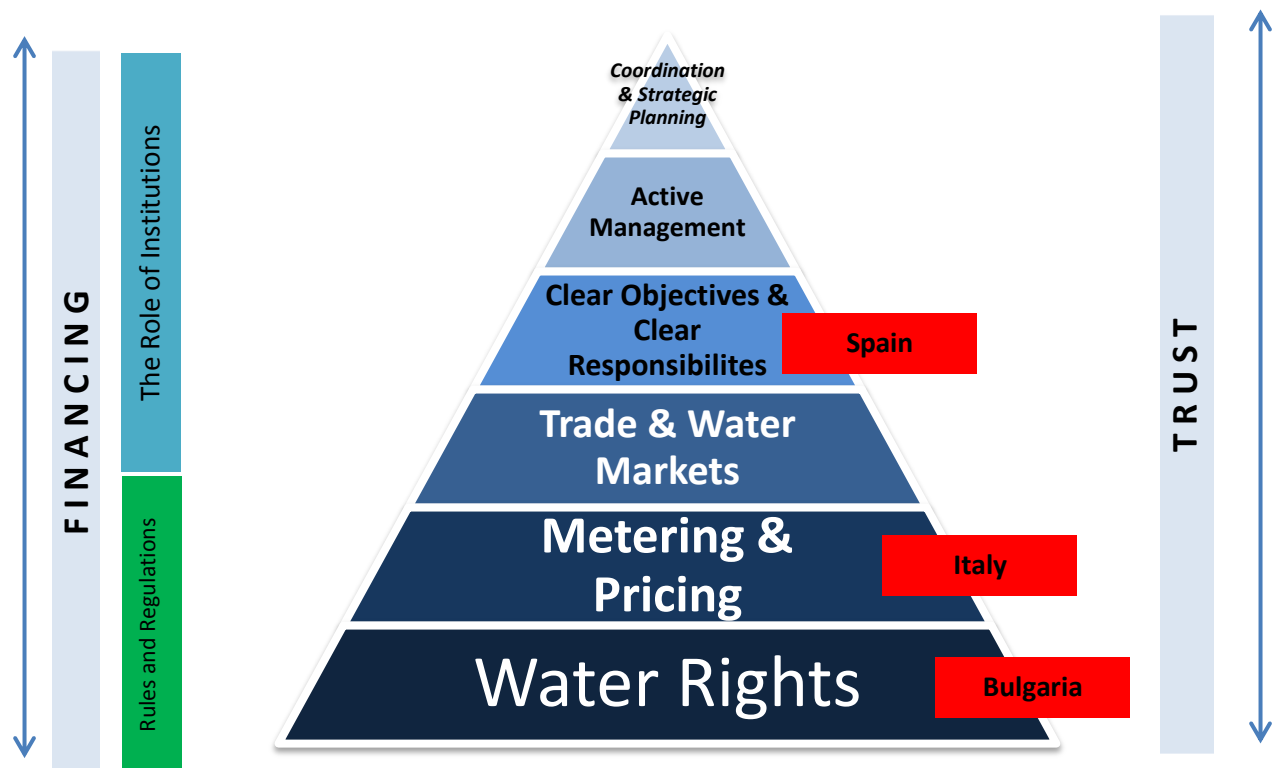 FINANCING
The Role of Institutions
Rules and Regulations
Coordination
& Strategic
Planning
Active
Management
Clear Objectives &
Clear
Responsibilites
Spain
Trade & Water
Markets
Metering &
Pricing
Italy
Water Rights
Bulgaria
TRUST